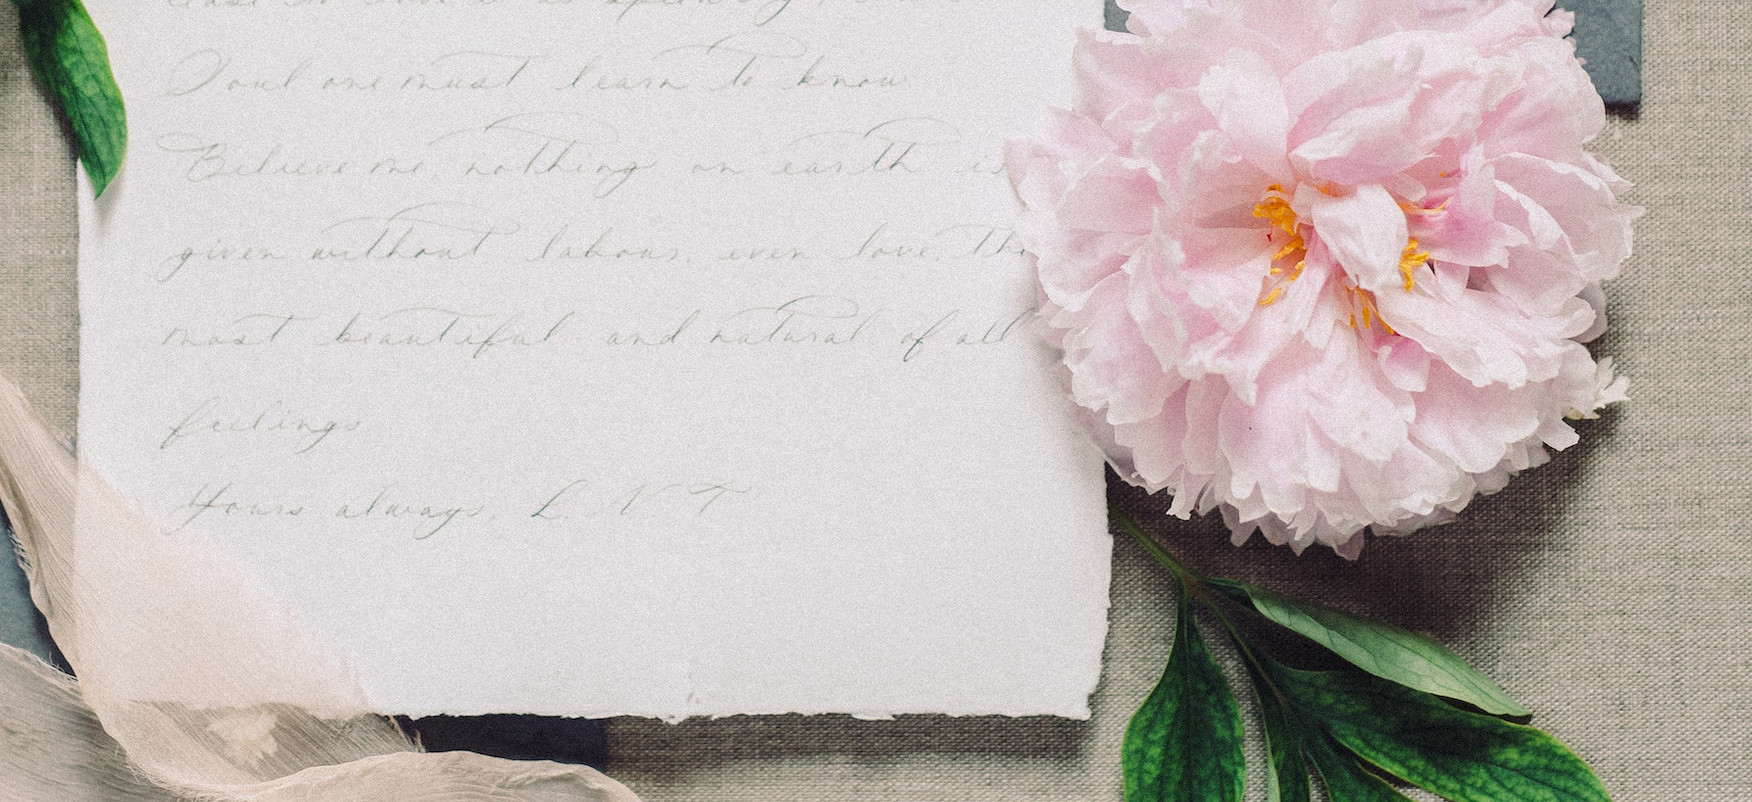 Soul one must learn to know
Believe me, nothing on earth is
given without labour, even love, the
most beautiful and natural of all
feelings
Yours always, L. N T